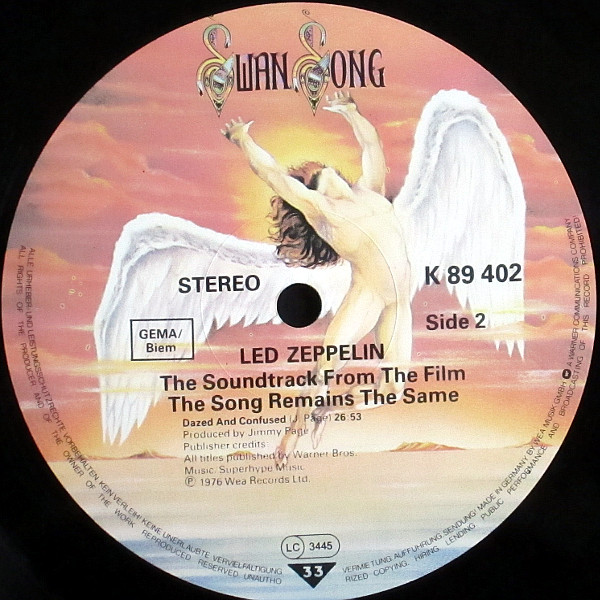 SWAN SONG
STEREO
K 89 402
GEMA/
Biem
Side 2
LED ZEPPELIN
The Soundtrack From The Film
The Song Remains The Same
Dazed And Confused (J. Page) 26:53
Produced by Jimmy Page
Publisher credits:
All titles published by Warner Bros.
Music. Superhype Music
℗ 1976 Wea Records Ltd.
LC 3445
33
ALLE URHEBER- UND LEISTUNGSSCHUTZRECHTE VORBEHALTEN. KEIN VERLEIH! KEINE UNERLAUBTE VERVIELFÄLTIGUNG, VERMIETUNG, AUFFÜHRUNG, SENDUNG! MADE IN GERMANY BY WEA MUSIK GMBH A WARNER COMMUNICATIONS COMPANY
ALL RIGHTS OF THE PRODUCER AND OF THE OWNER OF THE WORK REPRODUCED RESERVED. UNAUTHORIZED COPYING, HIRING, LENDING, PUBLIC PERFORMANCE AND BROADCASTING OF THIS RECORD PROHIBITED!